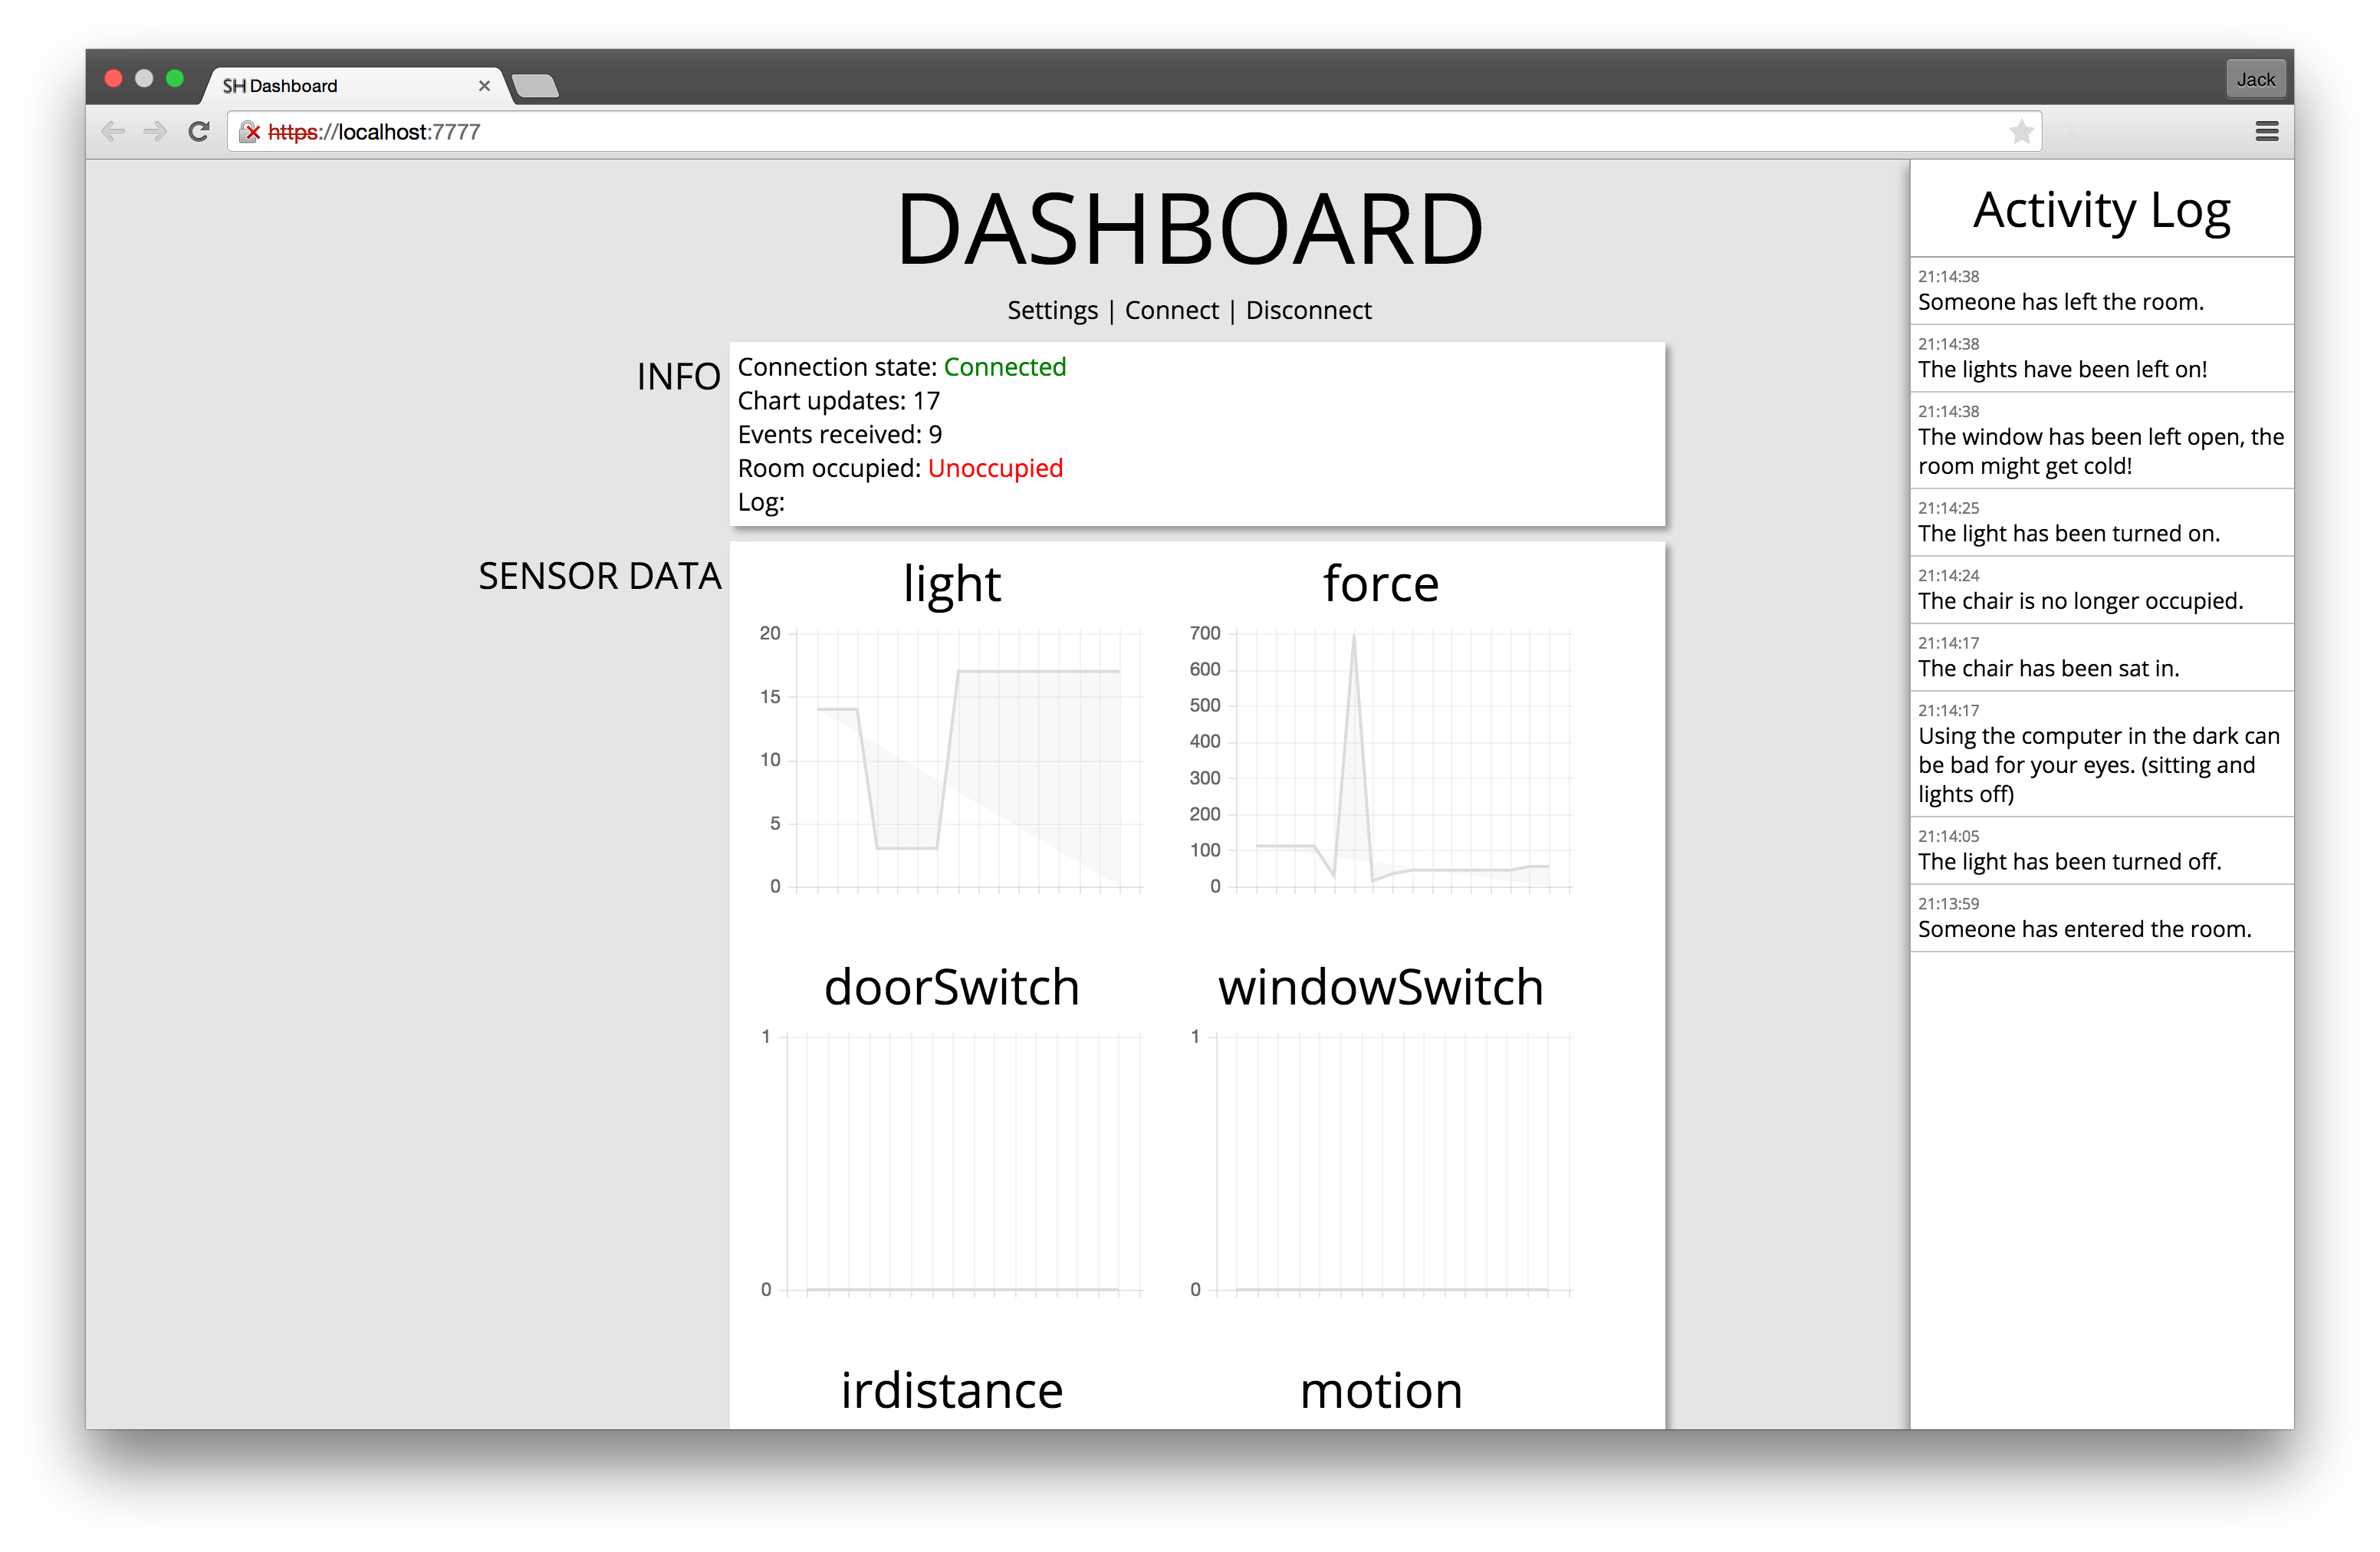 SH Dashboard
Jack
https://localhost:7777
DASHBOARD
Settings | Connect | Disconnect
INFO
Connection state: Connected
Chart updates: 17
Events received: 9
Room occupied: Unoccupied
Log:
SENSOR DATA
light
20
15
10
5
0
force
700
600
500
400
300
200
100
0
doorSwitch
1
0
windowSwitch
1
0
irdistance
motion
Activity Log
21:14:38
Someone has left the room.
21:14:38
The lights have been left on!
21:14:38
The window has been left open, the
room might get cold!
21:14:25
The light has been turned on.
21:14:24
The chair is no longer occupied.
21:14:17
The chair has been sat in.
21:14:17
Using the computer in the dark can
be bad for your eyes. (sitting and
lights off)
21:14:05
The light has been turned off.
21:13:59
Someone has entered the room.